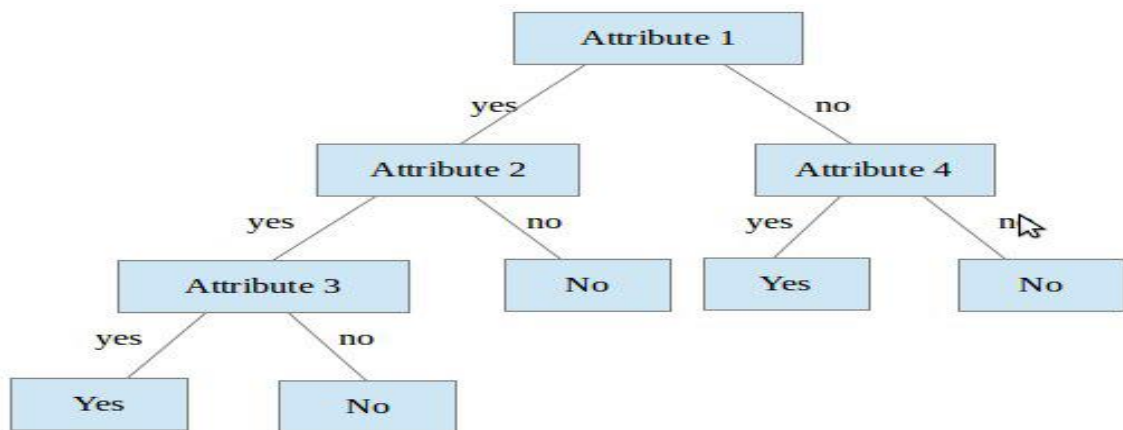 Attribute 1
yes
no
Attribute 2
Attribute 4
yes
no
yes
Attribute 3
No
Yes
No
yes
no
Yes
No